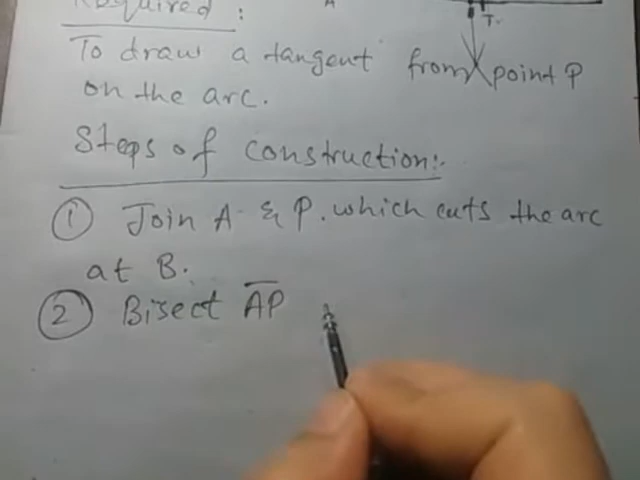 Required :
A
T
To draw a tangent from point P
on the arc.
Steps of construction:-
① Join A & P. which cuts the arc
at B.
② Bisect A̅P̅